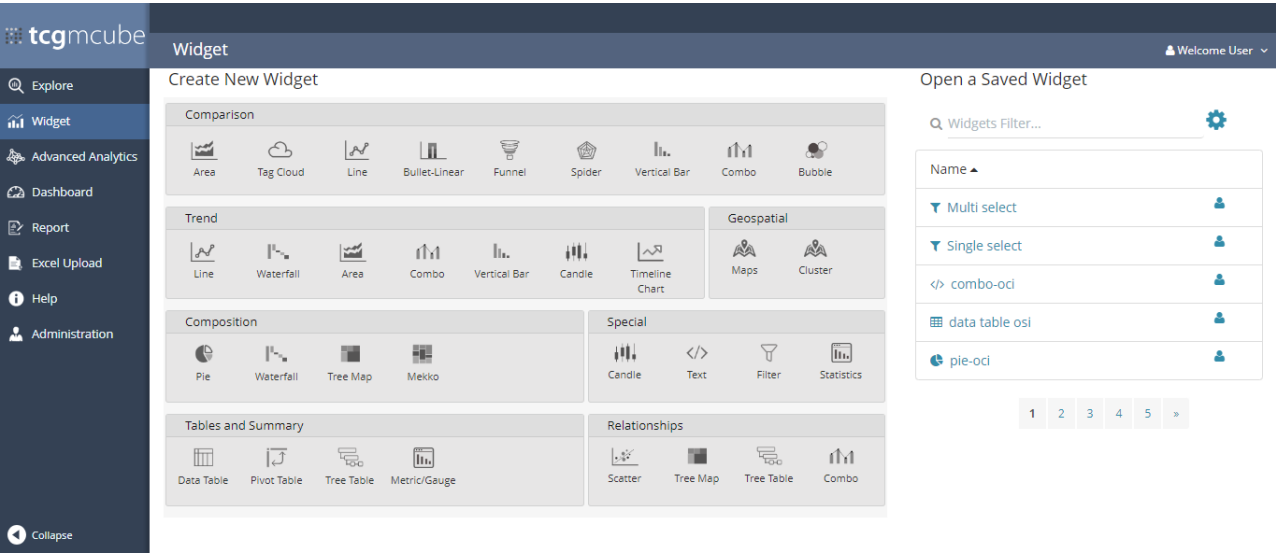 tcgmcube
Widget
Welcome User
Explore
Widget
Advanced Analytics
Dashboard
Report
Excel Upload
Help
Administration
Collapse
Create New Widget
Comparison
Area Tag Cloud Line Bullet-Linear Funnel Spider Vertical Bar Combo Bubble
Trend
Line Waterfall Area Combo Vertical Bar Candle Timeline
Chart
Geospatial
Maps Cluster
Composition
Pie Waterfall Tree Map Mekko
Special
Candle Text Filter Statistics
Tables and Summary
Data Table Pivot Table Tree Table Metric/Gauge
Relationships
Scatter Tree Map Tree Table Combo
Open a Saved Widget
Widgets Filter...
Name
Multi select
Single select
</> combo-oci
data table osi
pie-oci
1 2 3 4 5 »